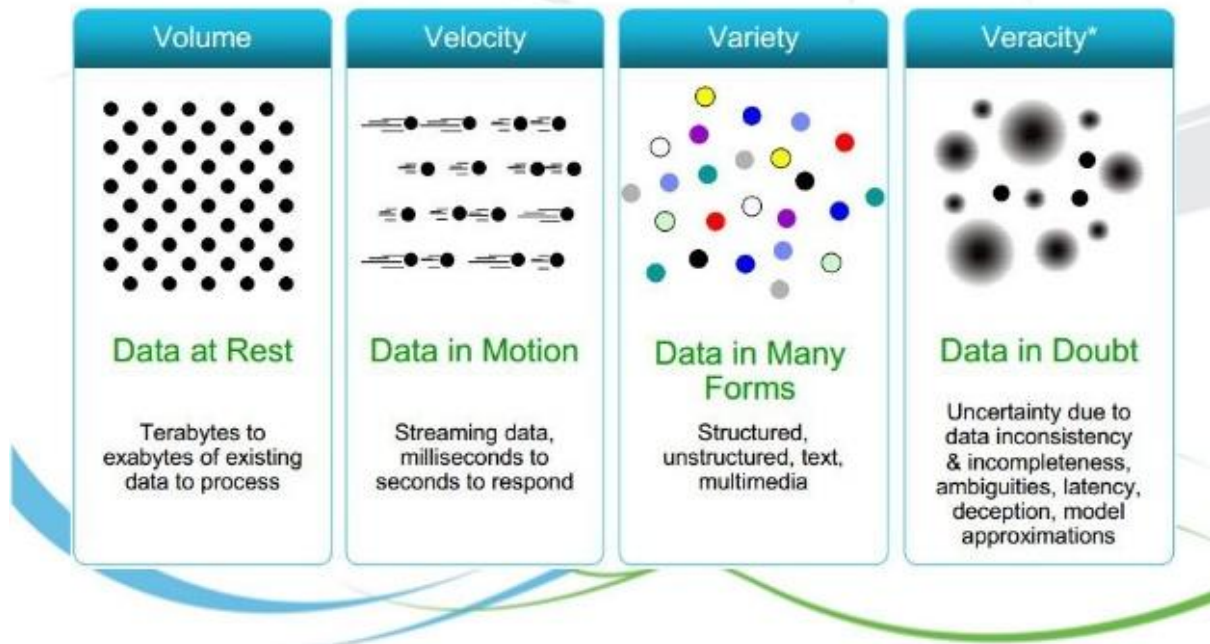 Volume
Data at Rest
Terabytes to
exabytes of existing
data to process
Velocity
Data in Motion
Streaming data,
milliseconds to
seconds to respond
Variety
Data in Many
Forms
Structured,
unstructured, text,
multimedia
Veracity*
Data in Doubt
Uncertainty due to
data inconsistency
& incompleteness,
ambiguities, latency,
deception, model
approximations